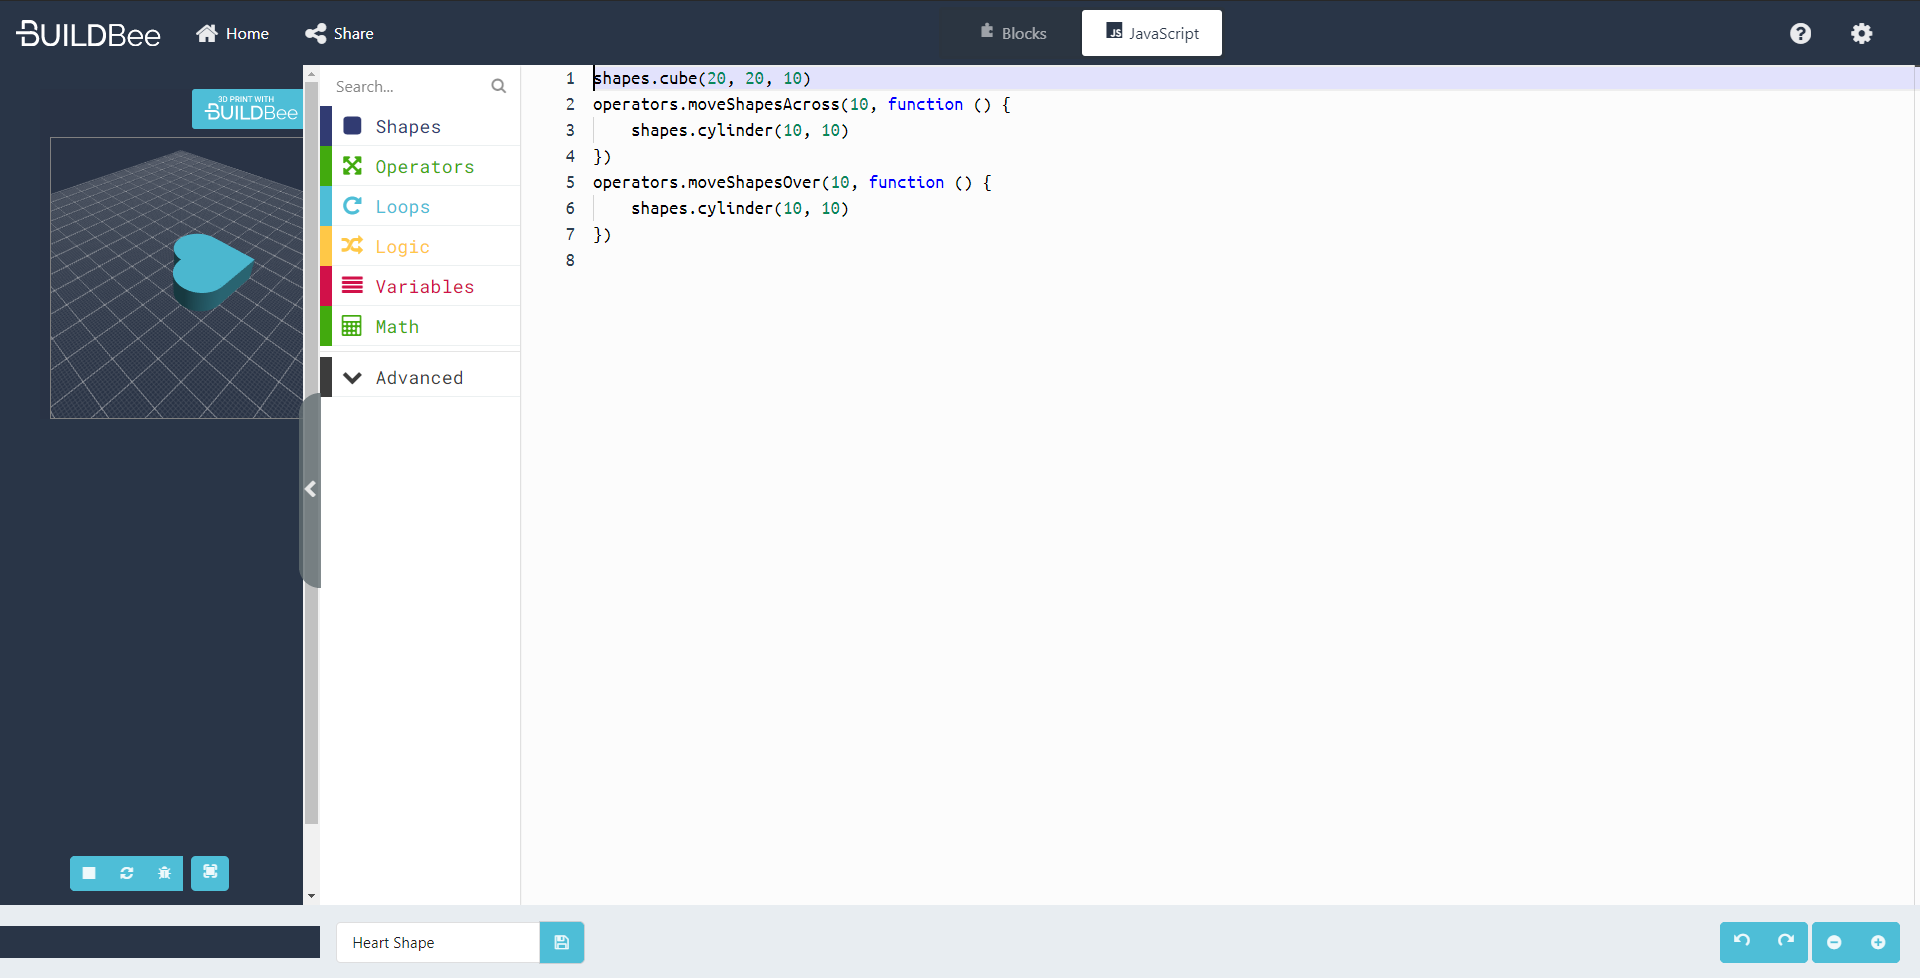 BUILDBee
Home
Share
Blocks
JS JavaScript
3D PRINT WITH
BUILDBee
Search...
Shapes
Operators
Loops
Logic
Variables
Math
Advanced
1 shapes.cube(20, 20, 10)
2 operators.moveShapesAcross(10, function () {
3 shapes.cylinder(10, 10)
4 })
5 operators.moveShapesOver(10, function () {
6 shapes.cylinder(10, 10)
7 })
8
Heart Shape